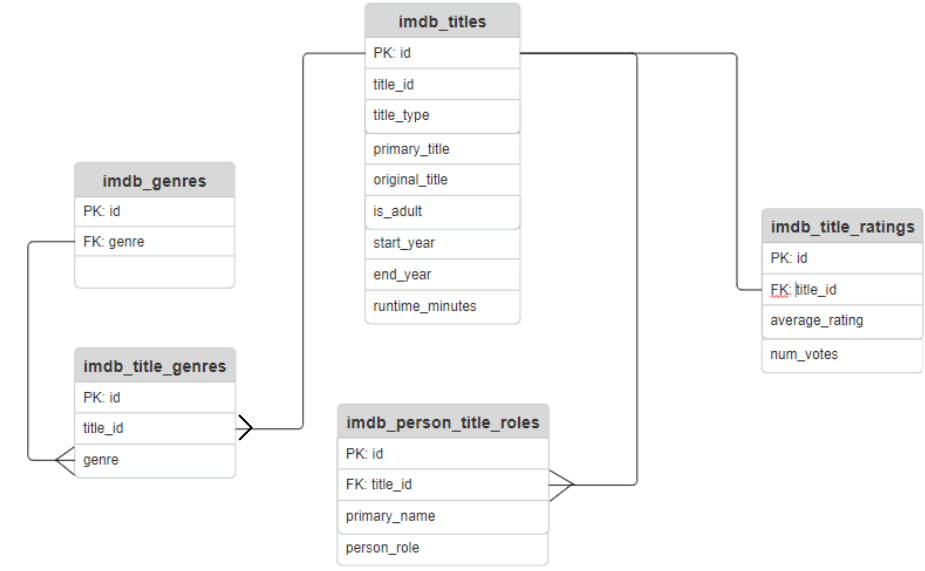 imdb_titles
PK: id
title_id
title_type
primary_title
original_title
is_adult
start_year
end_year
runtime_minutes
imdb_genres
PK: id
FK: genre
imdb_title_genres
PK: id
title_id
genre
imdb_person_title_roles
PK: id
FK: title_id
primary_name
person_role
imdb_title_ratings
PK: id
FK: title_id
average_rating
num_votes